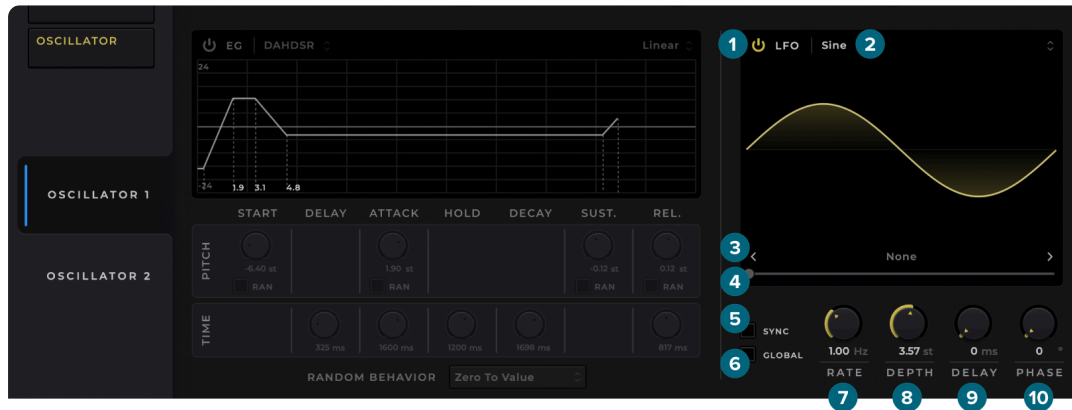 OSCILLATOR
OSCILLATOR 1
OSCILLATOR 2
EG DAHDSR Linear
24
-24 1.9 3.1 4.8
START DELAY ATTACK HOLD DECAY SUST. REL.
PITCH
-6.40 st 1.90 st -0.12 st 0.12 st
RAN RAN RAN RAN
TIME
325 ms 1600 ms 1200 ms 1698 ms 817 ms
RANDOM BEHAVIOR Zero To Value
1 LFO Sine 2
3 < None >
4
5 SYNC
6 GLOBAL
1.00 Hz 3.57 st 0 ms 0 °
RATE DEPTH DELAY PHASE
7 8 9 10